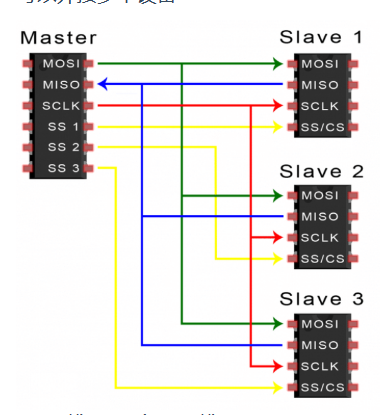 Master
MOSI
MISO
SCLK
SS 1
SS 2
SS 3
Slave 1
MOSI
MISO
SCLK
SS/CS
Slave 2
MOSI
MISO
SCLK
SS/CS
Slave 3
MOSI
MISO
SCLK
SS/CS